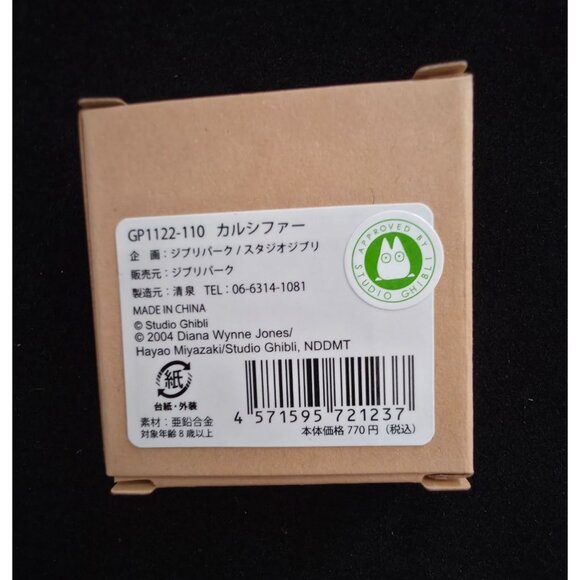 GP1122-110 カルシファー
企　画：ジブリパーク / スタジオジブリ
販売元：ジブリパーク
製造元：清泉　TEL：06-6314-1081
MADE IN CHINA
© Studio Ghibli
© 2004 Diana Wynne Jones/
Hayao Miyazaki/Studio Ghibli, NDDMT
紙
台紙・外装
素材：亜鉛合金
対象年齢 8 歳以上
4 571595 721237
本体価格 770 円（税込）
APPROVED BY
STUDIO GHIBLI